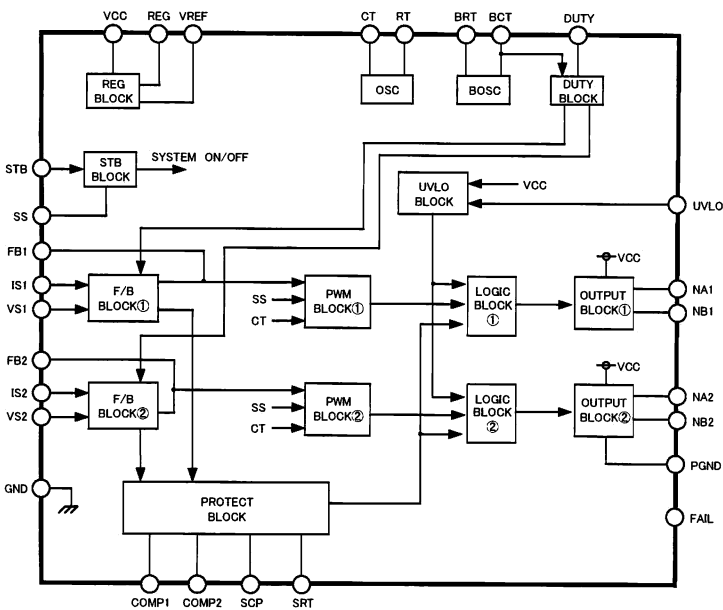 VCC REG VREF CT RT BRT BCT DUTY
REG
BLOCK
OSC
BOSC
DUTY
BLOCK
STB
STB
BLOCK
SYSTEM ON/OFF
SS
UVLO
BLOCK
VCC
UVLO
FB1
IS1
VS1
F/B
BLOCK①
SS
CT
PWM
BLOCK①
LOGIC
BLOCK
①
VCC
OUTPUT
BLOCK①
NA1
NB1
FB2
IS2
VS2
F/B
BLOCK②
SS
CT
PWM
BLOCK②
LOGIC
BLOCK
②
VCC
OUTPUT
BLOCK②
NA2
NB2
PGND
GND
PROTECT
BLOCK
FAIL
COMP1 COMP2 SCP SRT